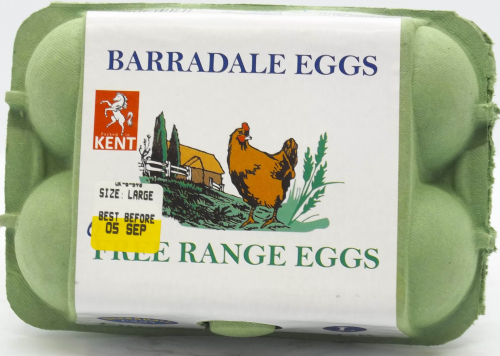 BARRADALE EGGS
KENT
SIZE: LARGE
BEST BEFORE
05 SEP
FREE RANGE EGGS